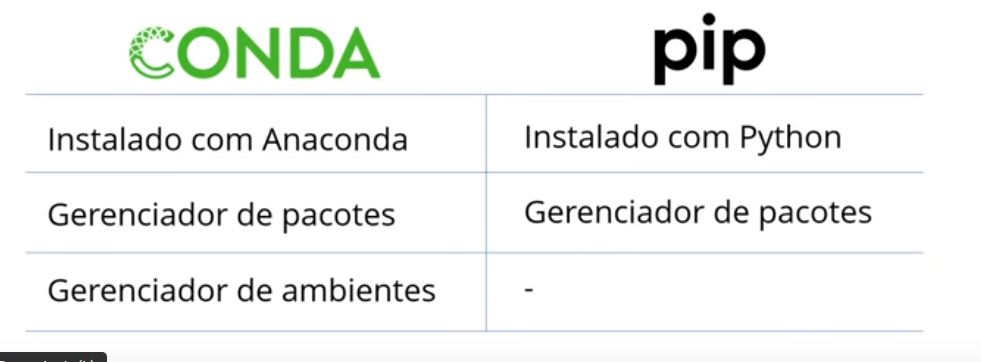 CONDA pip
Instalado com Anaconda Instalado com Python
Gerenciador de pacotes Gerenciador de pacotes
Gerenciador de ambientes -